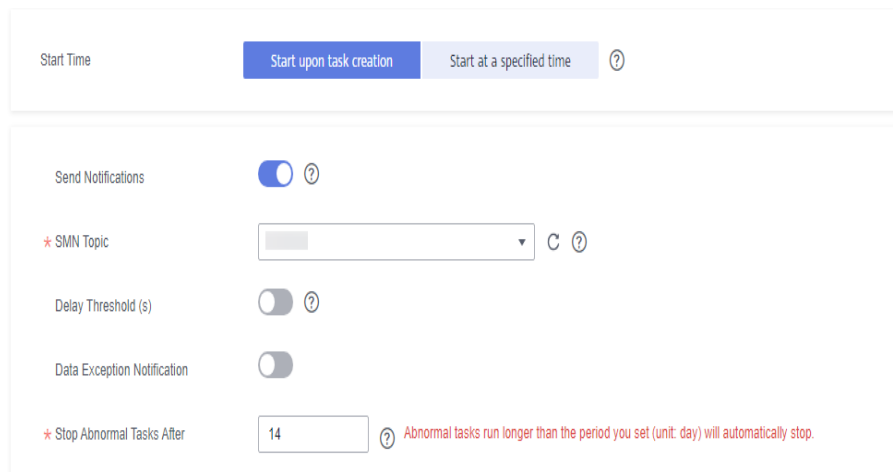 Start Time Start upon task creation Start at a specified time ?
Send Notifications ?
* SMN Topic ?
Delay Threshold (s) ?
Data Exception Notification
* Stop Abnormal Tasks After 14 ? Abnormal tasks run longer than the period you set (unit: day) will automatically stop.